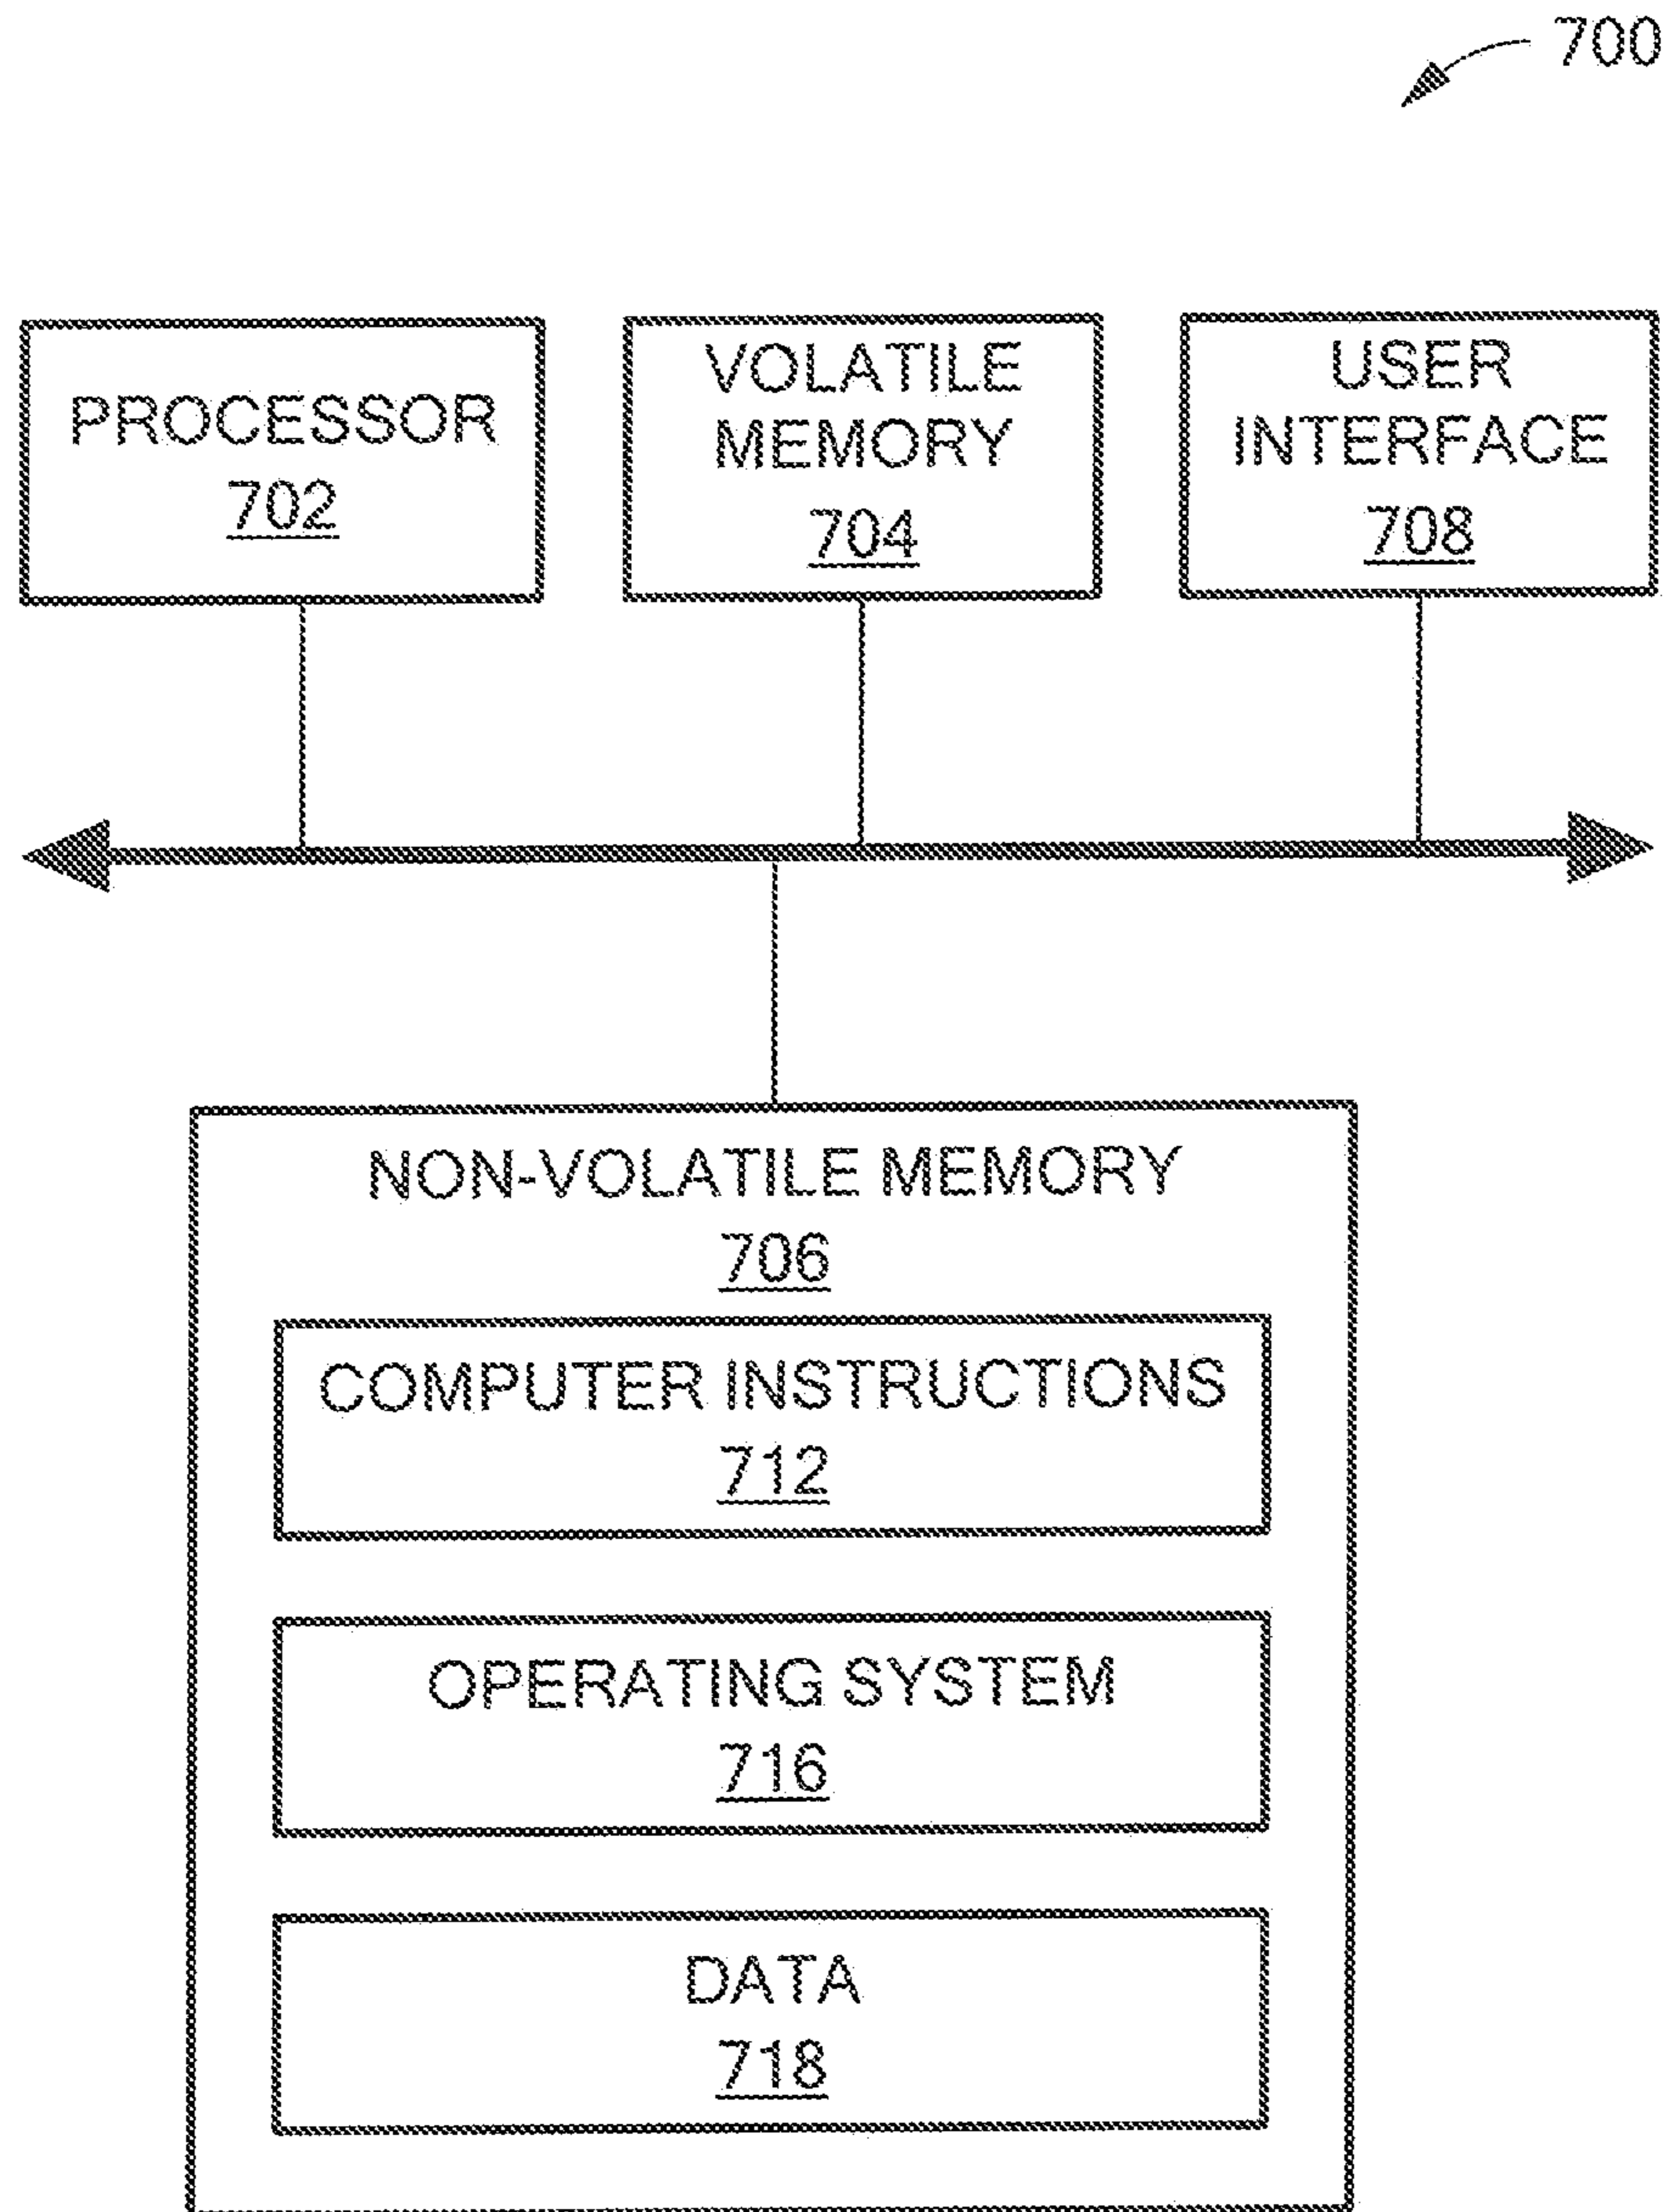 700
PROCESSOR
702
VOLATILE
MEMORY
704
USER
INTERFACE
708
NON-VOLATILE MEMORY
706
COMPUTER INSTRUCTIONS
712
OPERATING SYSTEM
716
DATA
718